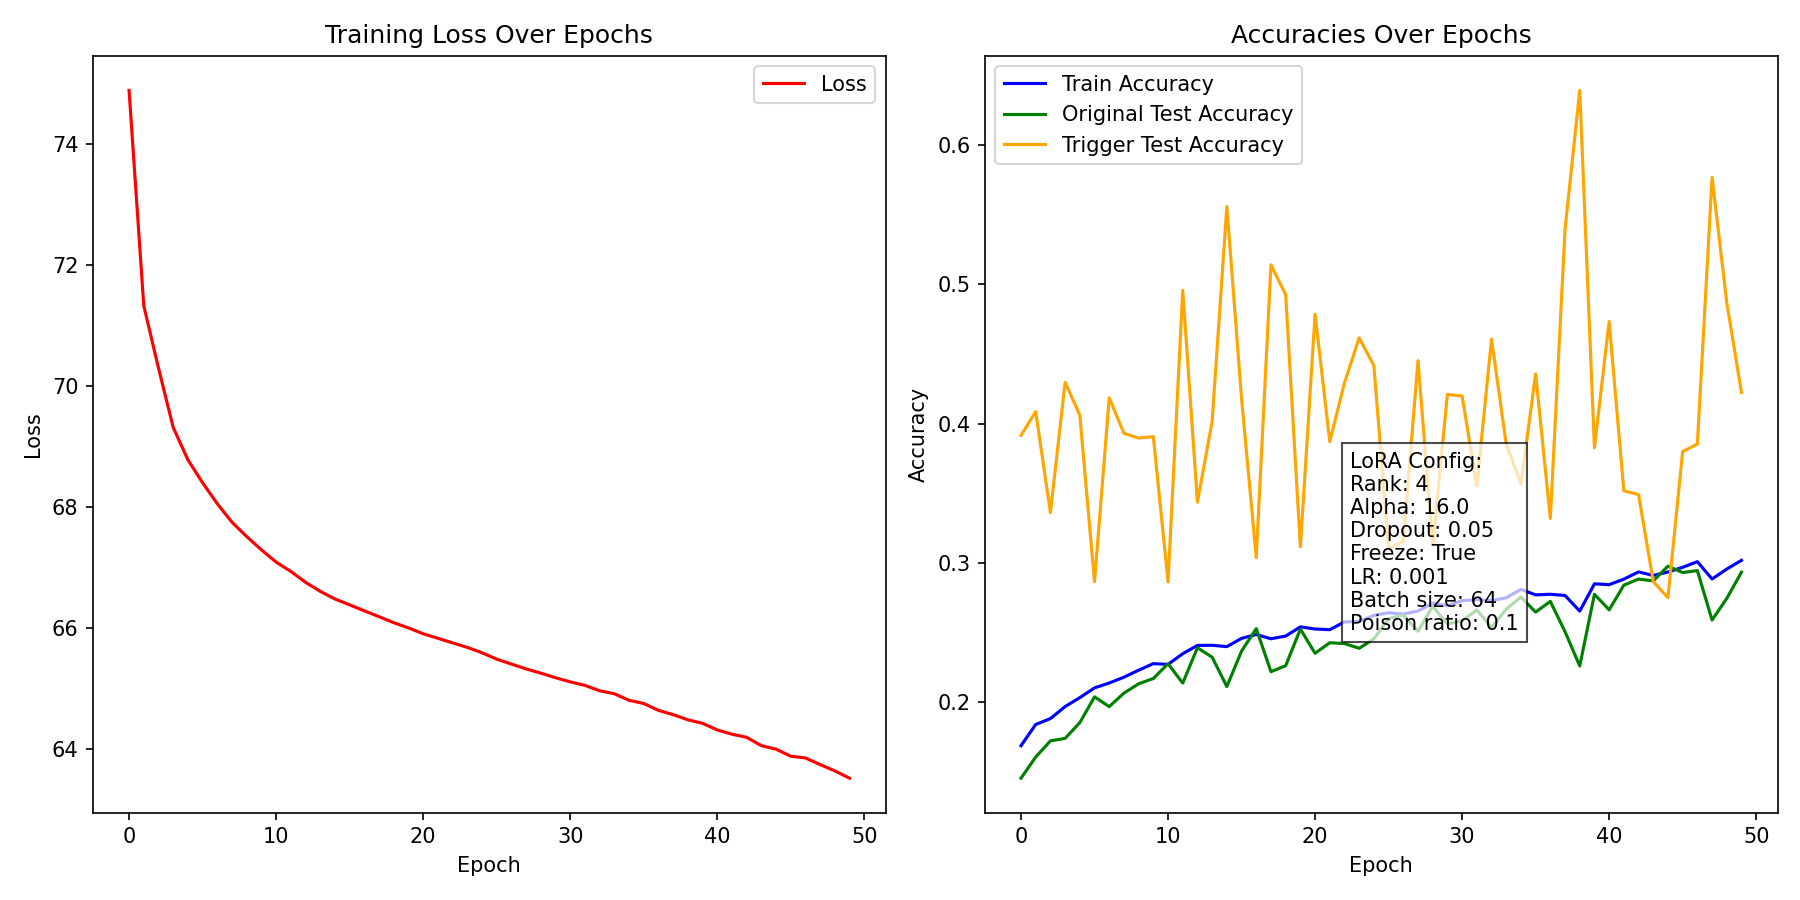 Training Loss Over Epochs
Loss
74
72
70
68
66
64
Loss
0
10
20
30
40
50
Epoch
Accuracies Over Epochs
Train Accuracy
Original Test Accuracy
Trigger Test Accuracy
0.6
0.5
0.4
0.3
0.2
Accuracy
LoRA Config:
Rank: 4
Alpha: 16.0
Dropout: 0.05
Freeze: True
LR: 0.001
Batch size: 64
Poison ratio: 0.1
0
10
20
30
40
50
Epoch